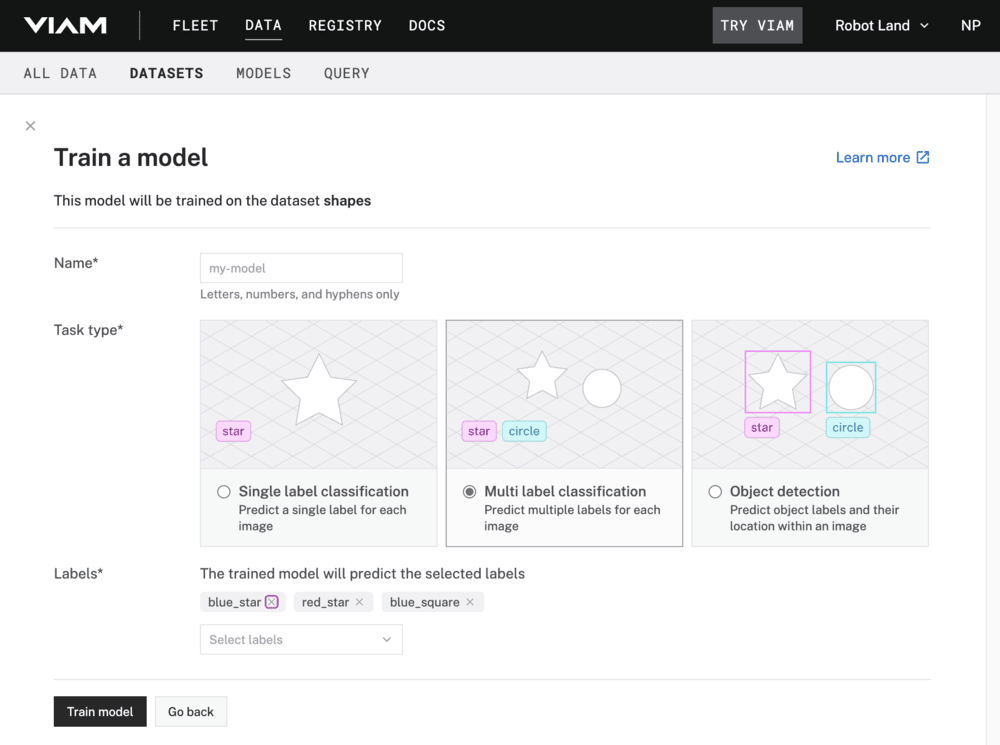 VIAM FLEET DATA REGISTRY DOCS TRY VIAM Robot Land NP
ALL DATA DATASETS MODELS QUERY
Train a model
Learn more
This model will be trained on the dataset shapes
Name*
my-model
Letters, numbers, and hyphens only
Task type*
star
Single label classification
Predict a single label for each
image
star circle
Multi label classification
Predict multiple labels for each
image
star circle
Object detection
Predict object labels and their
location within an image
Labels*
The trained model will predict the selected labels
blue_star red_star blue_square
Select labels
Train model Go back